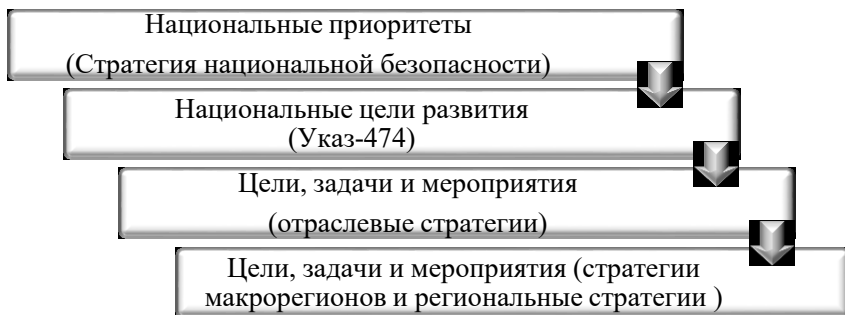 Национальные приоритеты
(Стратегия национальной безопасности)
Национальные цели развития
(Указ-474)
Цели, задачи и мероприятия
(отраслевые стратегии)
Цели, задачи и мероприятия (стратегии
макрорегионов и региональные стратегии )